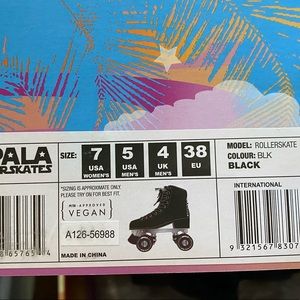 PALA
ERSKATES
SIZE:
7
USA
WOMEN'S
5
USA
MEN'S
4
UK
MEN'S
38
EU
MODEL: ROLLERSKATE
COLOUR: BLK
BLACK
*SIZING IS APPROXIMATE ONLY.
PLEASE TRY ON FOR BEST FIT.
INTERNATIONAL
APPROVED
VEGAN
A126-56988
MADE IN CHINA
9 321567 8307